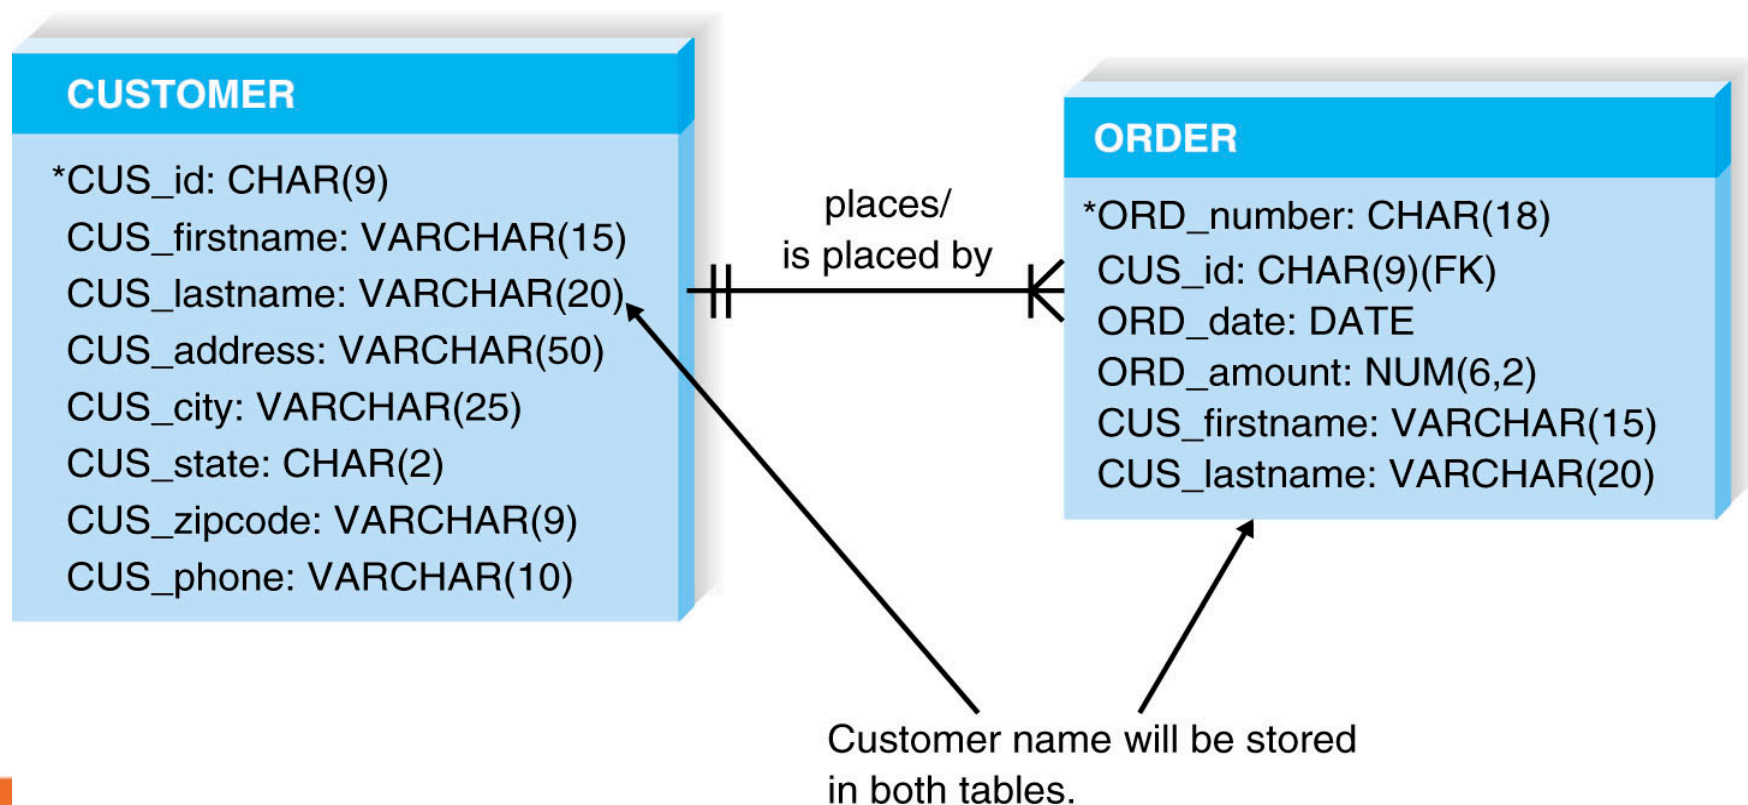 CUSTOMER
*CUS_id: CHAR(9)
CUS_firstname: VARCHAR(15)
CUS_lastname: VARCHAR(20)
CUS_address: VARCHAR(50)
CUS_city: VARCHAR(25)
CUS_state: CHAR(2)
CUS_zipcode: VARCHAR(9)
CUS_phone: VARCHAR(10)
places/
is placed by
ORDER
*ORD_number: CHAR(18)
CUS_id: CHAR(9)(FK)
ORD_date: DATE
ORD_amount: NUM(6,2)
CUS_firstname: VARCHAR(15)
CUS_lastname: VARCHAR(20)
Customer name will be stored
in both tables.